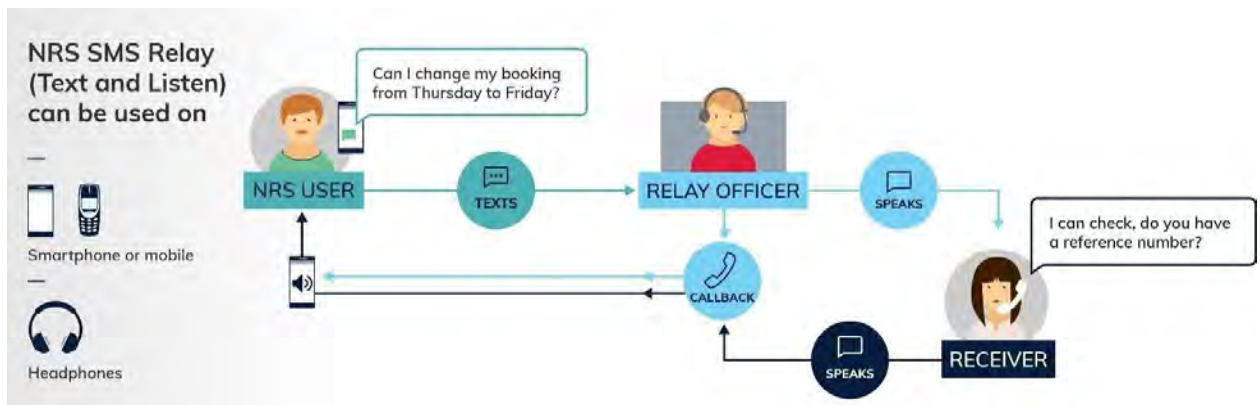 NRS SMS Relay
(Text and Listen)
can be used on
Smartphone or mobile
Headphones
Can I change my booking
from Thursday to Friday?
NRS USER
TEXTS
RELAY OFFICER
SPEAKS
I can check, do you have
a reference number?
CALLBACK
SPEAKS
RECEIVER